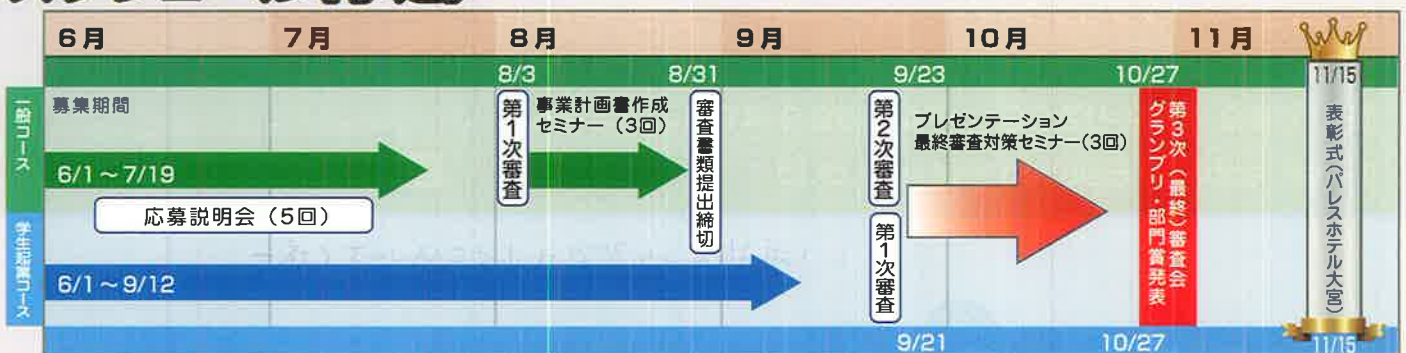 6月 7月 8月 9月 10月 11月
8/3 8/31 9/23 10/27 11/15
一般コース
募集期間
6/1～7/19
応募説明会（5回）
第1次審査
事業計画書作成
セミナー（3回）
審査書類提出締切
第2次審査
プレゼンテーション
最終審査対策セミナー（3回）
第3次（最終）審査会
グランプリ・部門賞発表
表彰式（パレスホテル大宮）
学生起業コース
6/1～9/12
第1次審査
9/21 10/27 11/15